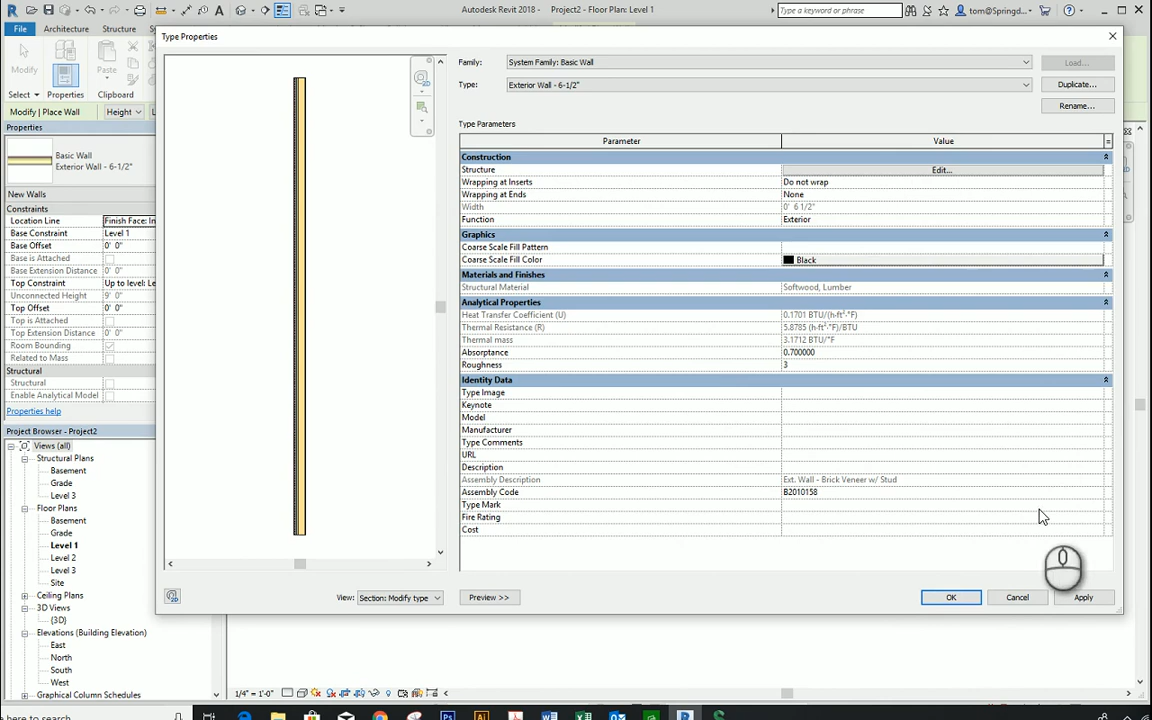 Autodesk Revit 2018 - Project2 - Floor Plan: Level 1
Type a keyword or phrase
tom@Springd...
File Architecture Structure
Type Properties
Modify
Paste
Select Properties Clipboard
Modify | Place Wall Height
Properties
Basic Wall
Exterior Wall - 6-1/2"
New Walls
Constraints
Location Line Finish Face: In
Base Constraint Level 1
Base Offset 0' 0"
Base is Attached
Base Extension Distance 0' 0"
Top Constraint Up to level: Le
Unconnected Height 9' 0"
Top Offset 0' 0"
Top is Attached
Top Extension Distance 0' 0"
Room Bounding
Related to Mass
Structural
Structural
Enable Analytical Model
Properties help
Project Browser - Project2
Views (all)
Structural Plans
Basement
Grade
Level 3
Floor Plans
Basement
Grade
Level 1
Level 2
Level 3
Site
Ceiling Plans
3D Views
{3D}
Elevations (Building Elevation)
East
North
South
West
Graphical Column Schedules
2D
Family: System Family: Basic Wall Load...
Type: Exterior Wall - 6-1/2" Duplicate...
Rename...
Type Parameters
Parameter Value =
Construction
Structure Edit...
Wrapping at Inserts Do not wrap
Wrapping at Ends None
Width 0' 6 1/2"
Function Exterior
Graphics
Coarse Scale Fill Pattern
Coarse Scale Fill Color Black
Materials and Finishes
Structural Material Softwood, Lumber
Analytical Properties
Heat Transfer Coefficient (U) 0.1701 BTU/(h·ft²·°F)
Thermal Resistance (R) 5.8785 (h·ft²·°F)/BTU
Thermal mass 3.1712 BTU/°F
Absorptance 0.700000
Roughness 3
Identity Data
Type Image
Keynote
Model
Manufacturer
Type Comments
URL
Description
Assembly Description Ext. Wall - Brick Veneer w/ Stud
Assembly Code B2010158
Type Mark
Fire Rating
Cost
View: Section: Modify type Preview >> OK Cancel Apply
1/4" = 1'-0"
here to search